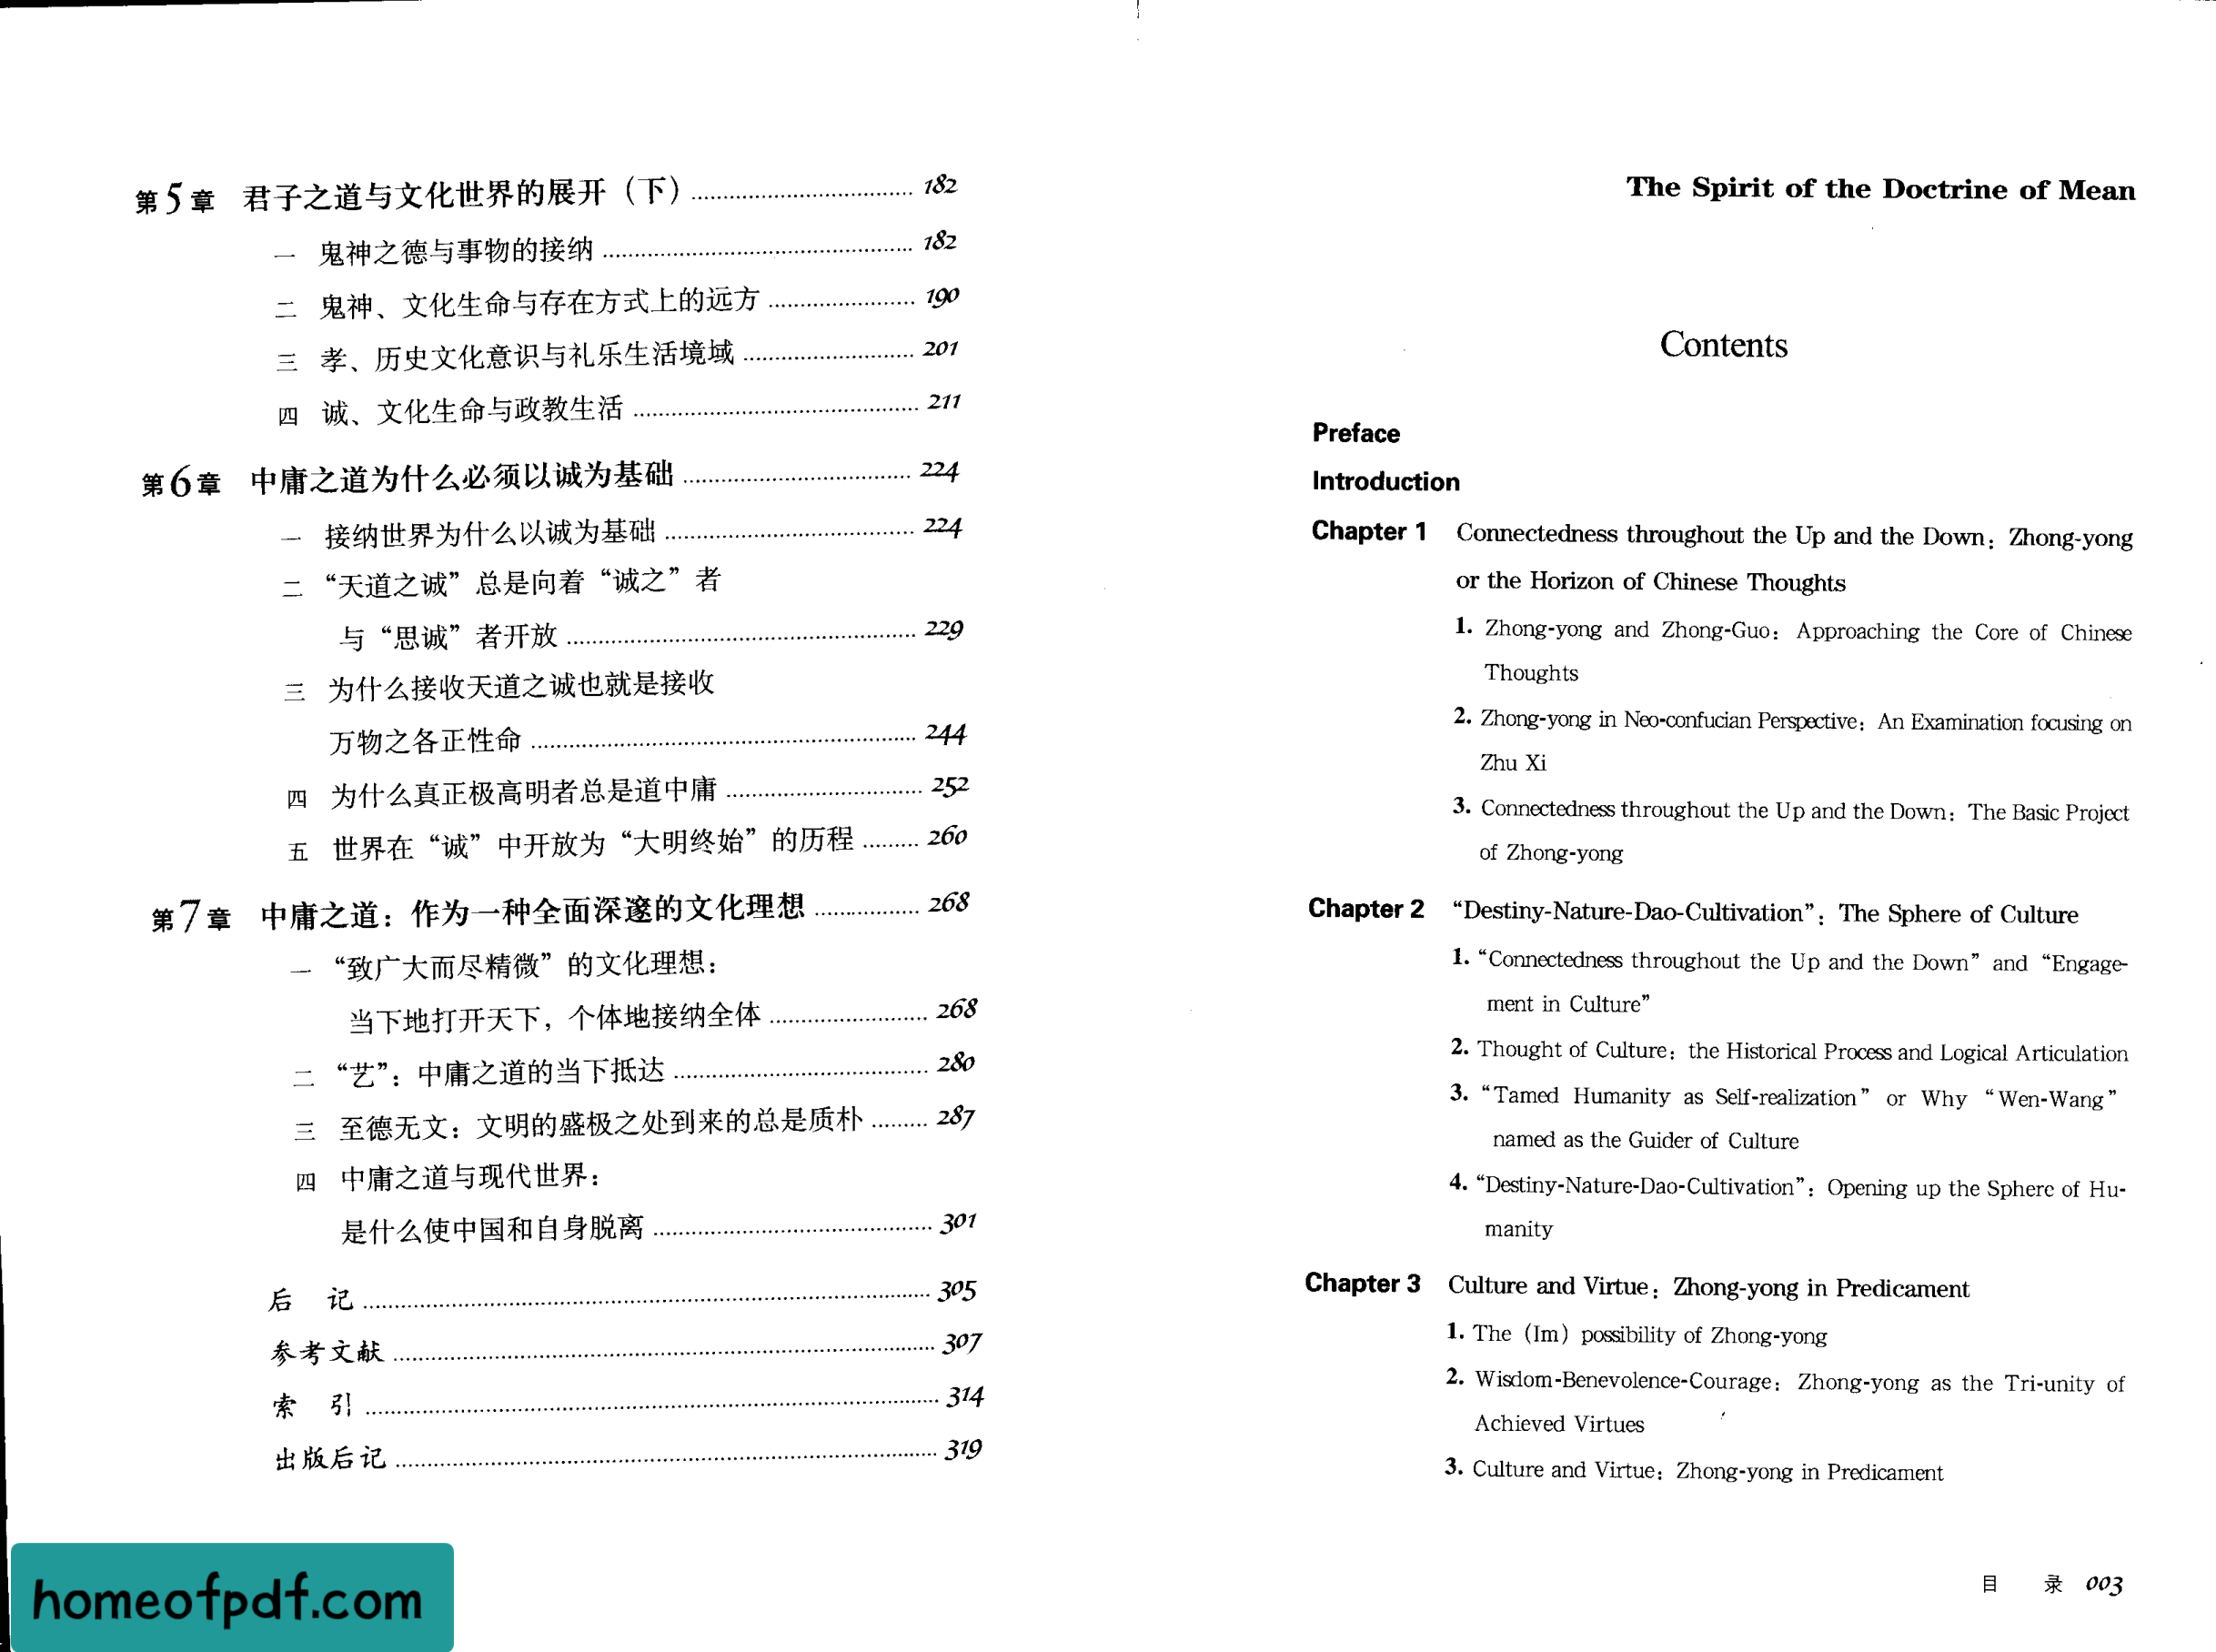 第5章 君子之道与文化世界的展开（下） 182
一 鬼神之德与事物的接纳 182
二 鬼神、文化生命与存在方式上的远方 190
三 孝、历史文化意识与礼乐生活境域 201
四 诚、文化生命与政教生活 211
第6章 中庸之道为什么必须以诚为基础 224
一 接纳世界为什么以诚为基础 224
二 “天道之诚”总是向着“诚之”者
与“思诚”者开放 229
三 为什么接收天道之诚也就是接收
万物之各正性命 244
四 为什么真正极高明者总是道中庸 252
五 世界在“诚”中开放为“大明终始”的历程 260
第7章 中庸之道：作为一种全面深邃的文化理想 268
一 “致广大而尽精微”的文化理想：
当下地打开天下，个体地接纳全体 268
二 “艺”：中庸之道的当下抵达 280
三 至德无文：文明的盛极之处到来的总是质朴 287
四 中庸之道与现代世界：
是什么使中国和自身脱离 301
后 记 305
参考文献 307
索 引 314
出版后记 319
homeofpdf.com
The Spirit of the Doctrine of Mean
Contents
Preface
Introduction
Chapter 1 Connectedness throughout the Up and the Down：Zhong-yong
or the Horizon of Chinese Thoughts
1. Zhong-yong and Zhong-Guo：Approaching the Core of Chinese
Thoughts
2. Zhong-yong in Neo-confucian Perspective：An Examination focusing on
Zhu Xi
3. Connectedness throughout the Up and the Down：The Basic Project
of Zhong-yong
Chapter 2 “Destiny-Nature-Dao-Cultivation”：The Sphere of Culture
1. “Connectedness throughout the Up and the Down” and “Engage-
ment in Culture”
2. Thought of Culture：the Historical Process and Logical Articulation
3. “Tamed Humanity as Self-realization” or Why “Wen-Wang”
named as the Guider of Culture
4. “Destiny-Nature-Dao-Cultivation”：Opening up the Sphere of Hu-
manity
Chapter 3 Culture and Virtue：Zhong-yong in Predicament
1. The（Im）possibility of Zhong-yong
2. Wisdom-Benevolence-Courage：Zhong-yong as the Tri-unity of
Achieved Virtues
3. Culture and Virtue：Zhong-yong in Predicament
目 录 003